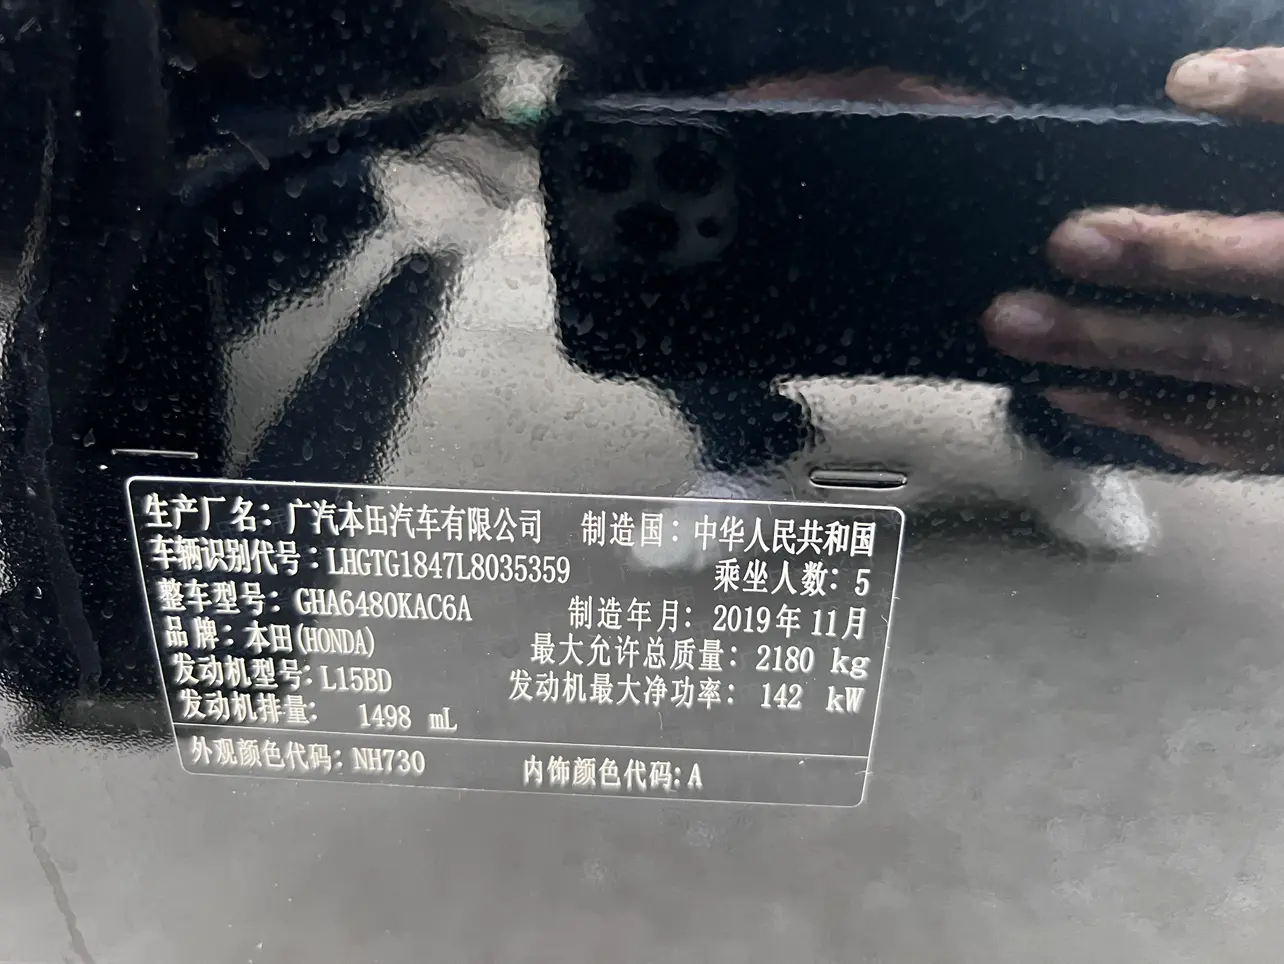 生产厂名：广汽本田汽车有限公司 制造国：中华人民共和国
车辆识别代号：LHGTG1847L8035359 乘坐人数：5
整车型号：GHA6480KAC6A 制造年月：2019年11月
品牌：本田(HONDA) 最大允许总质量：2180 kg
发动机型号：L15BD 发动机最大净功率：142 kW
发动机排量： 1498 mL
外观颜色代码：NH730 内饰颜色代码：A